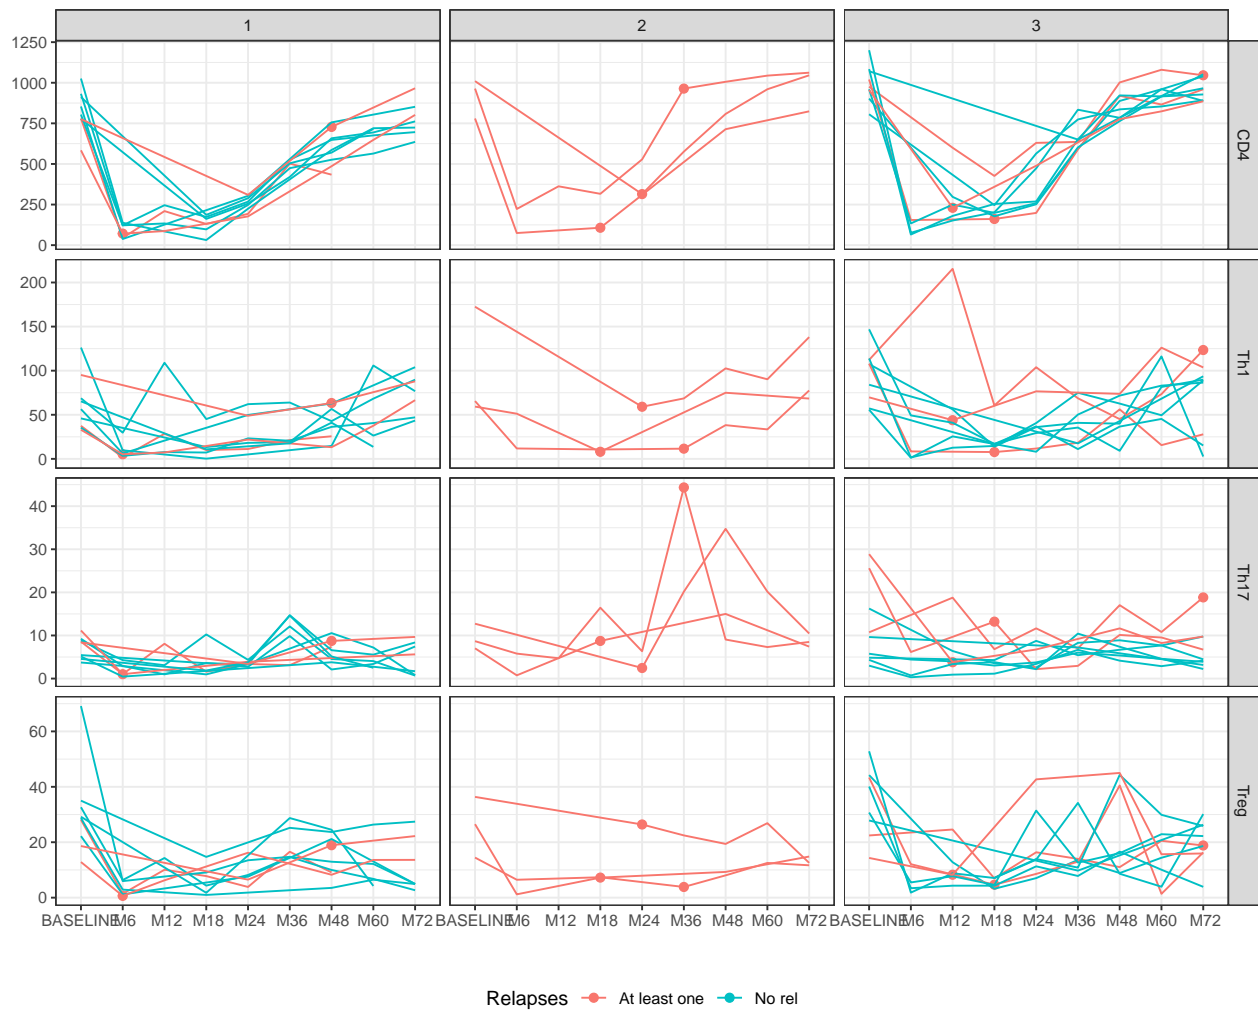 1 2 3
1250
1000
750
500
250
0
CD4
200
150
100
50
0
Th1
40
30
20
10
0
Th17
60
40
20
0
Treg
BASELINE M6 M12 M18 M24 M36 M48 M60 M72 BASELINE M6 M12 M18 M24 M36 M48 M60 M72 BASELINE M6 M12 M18 M24 M36 M48 M60 M72
Relapses At least one No rel